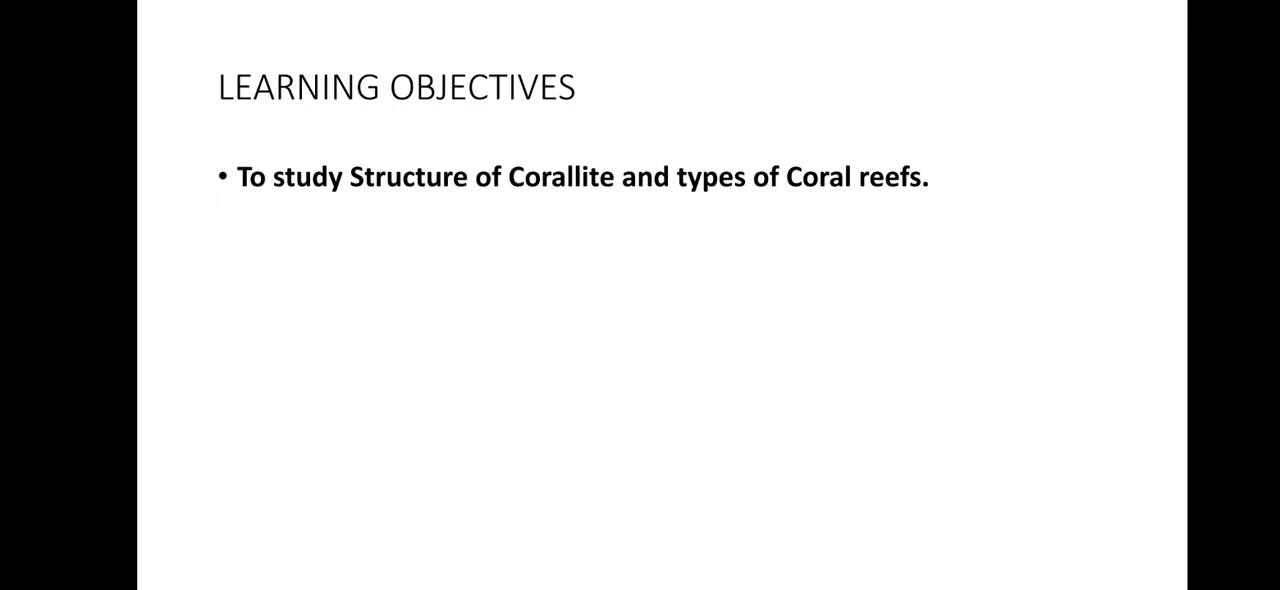 LEARNING OBJECTIVES
• To study Structure of Corallite and types of Coral reefs.